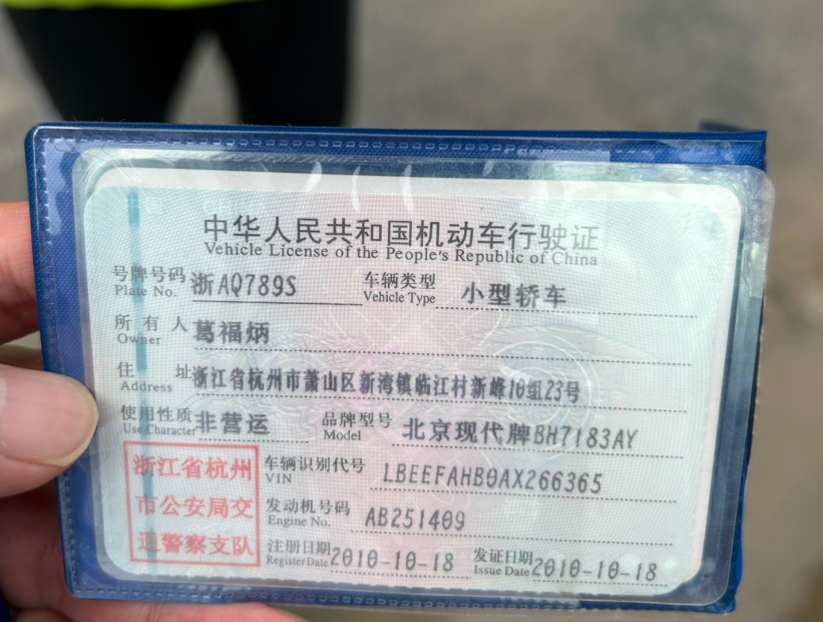 中华人民共和国机动车行驶证
Vehicle License of the People's Republic of China
号牌号码 浙AQ789S 车辆类型 小型轿车
Plate No. Vehicle Type
所有人 葛福炳
Owner
住址 浙江省杭州市萧山区新湾镇临江村新峰10组23号
Address
使用性质 非营运 品牌型号 北京现代牌BH7183AY
Use Character Model
浙江省杭州
市公安局交
通警察支队
车辆识别代号 LBEEFAHB0AX266365
VIN
发动机号码 AB251409
Engine No.
注册日期 2010-10-18 发证日期 2010-10-18
Register Date Issue Date